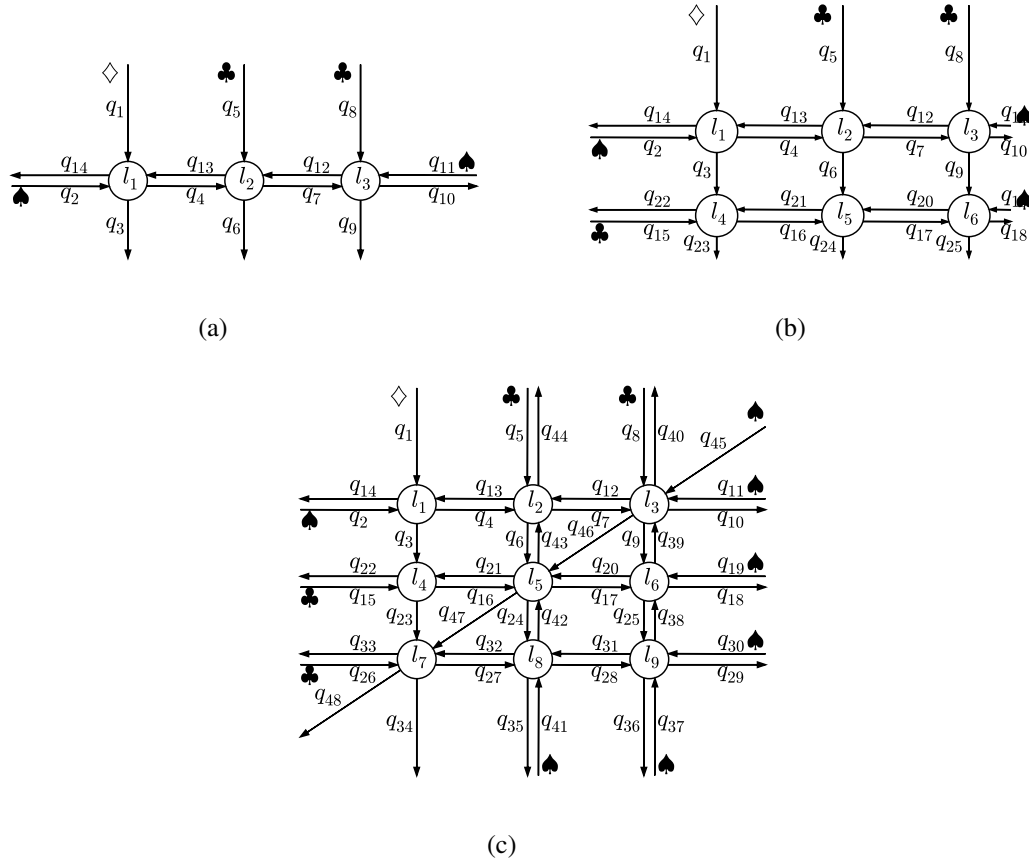 ♢ ♣ ♣
q1 q5 q8
q14 q13 q12 q11 ♠
l1 l2 l3
♠ q2 q4 q7 q10
q3 q6 q9
(a)
♢ ♣ ♣
q1 q5 q8
q14 q13 q12 ♠
l1 l2 l3
♠ q2 q4 q7 q10
q3 q6 q9
q22 q21 q20 ♠
l4 l5 l6
♣ q15 q16 q17 q18
q23 q24 q25
(b)
♢ ♣ ♣ ♠
q1 q5 q44 q8 q40 q45
q14 q13 q12 q11 ♠
l1 l2 l3
♠ q2 q4 q7 q10
q3 q6 q43 q46 q9 q39
q22 q21 q20 q19 ♠
l4 l5 l6
♣ q15 q16 q17 q18
q23 q47 q24 q42 q25 q38
q33 q32 q31 q30 ♠
l7 l8 l9
♣ q26 q27 q28 q29
q48 q34 q35 q41 q36 q37
♠ ♠
(c)